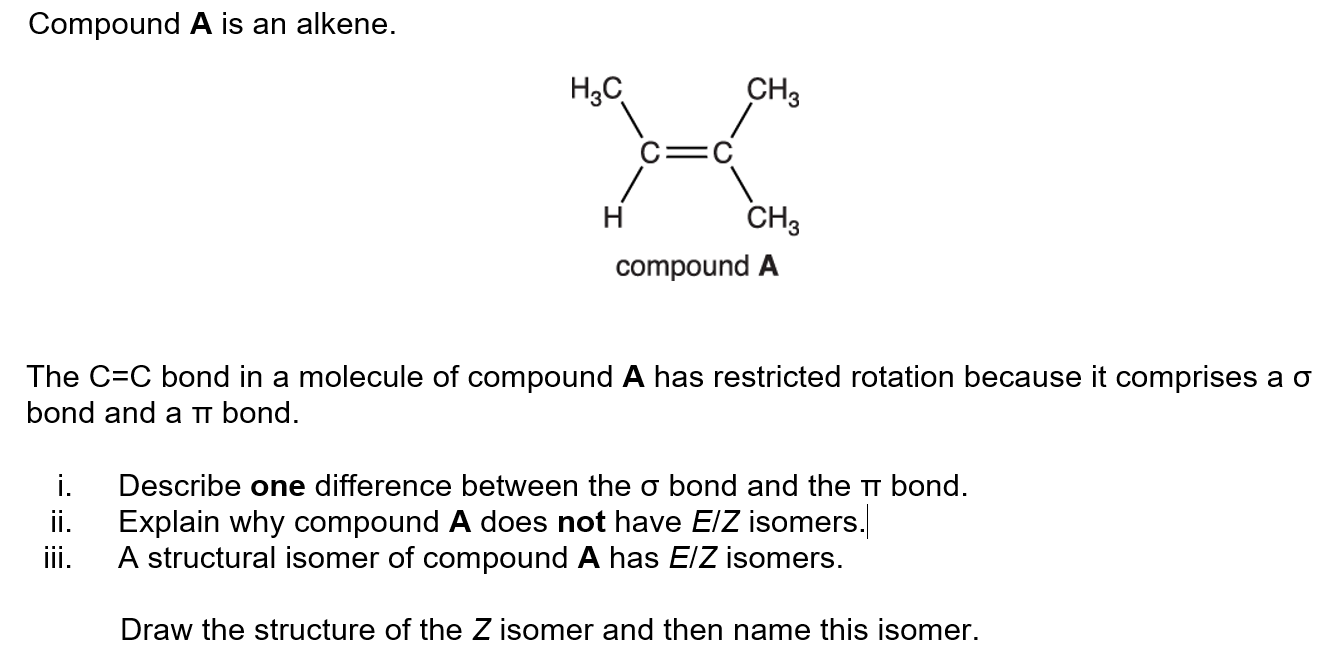 Compound A is an alkene.
H₃C CH₃
C=C
H CH₃
compound A
The C=C bond in a molecule of compound A has restricted rotation because it comprises a σ
bond and a π bond.
i. Describe one difference between the σ bond and the π bond.
ii. Explain why compound A does not have E/Z isomers.
iii. A structural isomer of compound A has E/Z isomers.
Draw the structure of the Z isomer and then name this isomer.